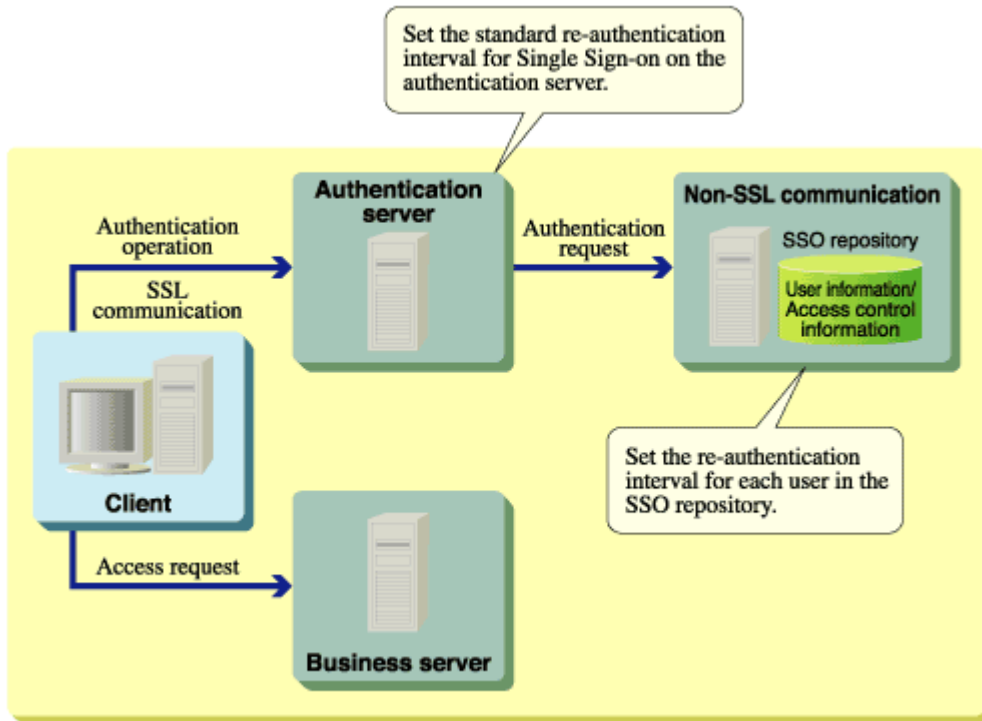 Set the standard re-authentication
interval for Single Sign-on on the
authentication server.
Authentication
server
Non-SSL communication
Authentication
operation
Authentication
request
SSO repository
User information/
Access control
information
SSL
communication
Client
Set the re-authentication
interval for each user in the
SSO repository.
Access request
Business server